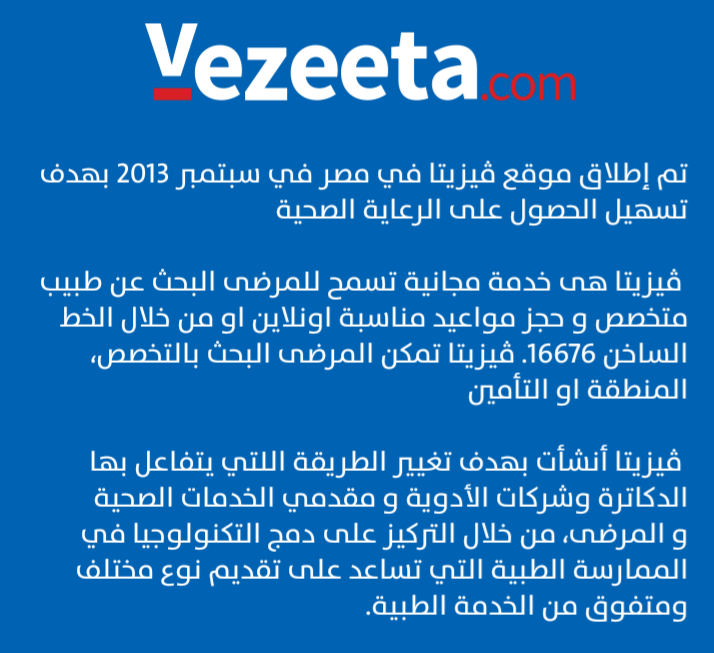 Vezeeta.com
تم إطلاق موقع ڤيزيتا في مصر في سبتمبر 2013 بهدف
تسهيل الحصول على الرعاية الصحية
ڤيزيتا هى خدمة مجانية تسمح للمرضى البحث عن طبيب
متخصص و حجز مواعيد مناسبة اونلاين او من خلال الخط
الساخن 16676. ڤيزيتا تمكن المرضى البحث بالتخصص،
المنطقة او التأمين
ڤيزيتا أنشأت بهدف تغيير الطريقة اللتي يتفاعل بها
الدكاترة وشركات الأدوية و مقدمي الخدمات الصحية
و المرضى، من خلال التركيز على دمج التكنولوجيا في
الممارسة الطبية التي تساعد على تقديم نوع مختلف
ومتفوق من الخدمة الطبية.